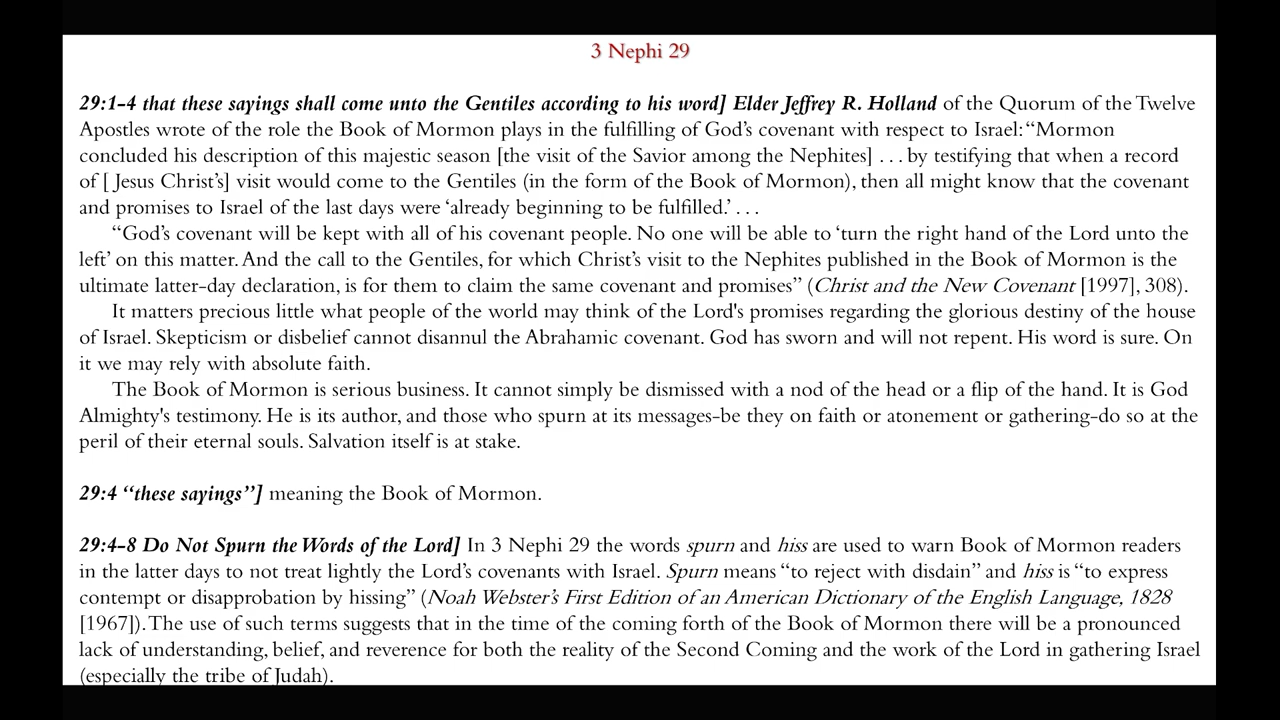 3 Nephi 29
29:1-4 that these sayings shall come unto the Gentiles according to his word] Elder Jeffrey R. Holland of the Quorum of the Twelve
Apostles wrote of the role the Book of Mormon plays in the fulfilling of God’s covenant with respect to Israel: “Mormon
concluded his description of this majestic season [the visit of the Savior among the Nephites] . . . by testifying that when a record
of [ Jesus Christ’s] visit would come to the Gentiles (in the form of the Book of Mormon), then all might know that the covenant
and promises to Israel of the last days were ‘already beginning to be fulfilled.’ . . .
“God’s covenant will be kept with all of his covenant people. No one will be able to ‘turn the right hand of the Lord unto the
left’ on this matter. And the call to the Gentiles, for which Christ’s visit to the Nephites published in the Book of Mormon is the
ultimate latter-day declaration, is for them to claim the same covenant and promises” (Christ and the New Covenant [1997], 308).
It matters precious little what people of the world may think of the Lord's promises regarding the glorious destiny of the house
of Israel. Skepticism or disbelief cannot disannul the Abrahamic covenant. God has sworn and will not repent. His word is sure. On
it we may rely with absolute faith.
The Book of Mormon is serious business. It cannot simply be dismissed with a nod of the head or a flip of the hand. It is God
Almighty's testimony. He is its author, and those who spurn at its messages-be they on faith or atonement or gathering-do so at the
peril of their eternal souls. Salvation itself is at stake.
29:4 “these sayings”] meaning the Book of Mormon.
29:4-8 Do Not Spurn the Words of the Lord] In 3 Nephi 29 the words spurn and hiss are used to warn Book of Mormon readers
in the latter days to not treat lightly the Lord’s covenants with Israel. Spurn means “to reject with disdain” and hiss is “to express
contempt or disapprobation by hissing” (Noah Webster’s First Edition of an American Dictionary of the English Language, 1828
[1967]). The use of such terms suggests that in the time of the coming forth of the Book of Mormon there will be a pronounced
lack of understanding, belief, and reverence for both the reality of the Second Coming and the work of the Lord in gathering Israel
(especially the tribe of Judah).